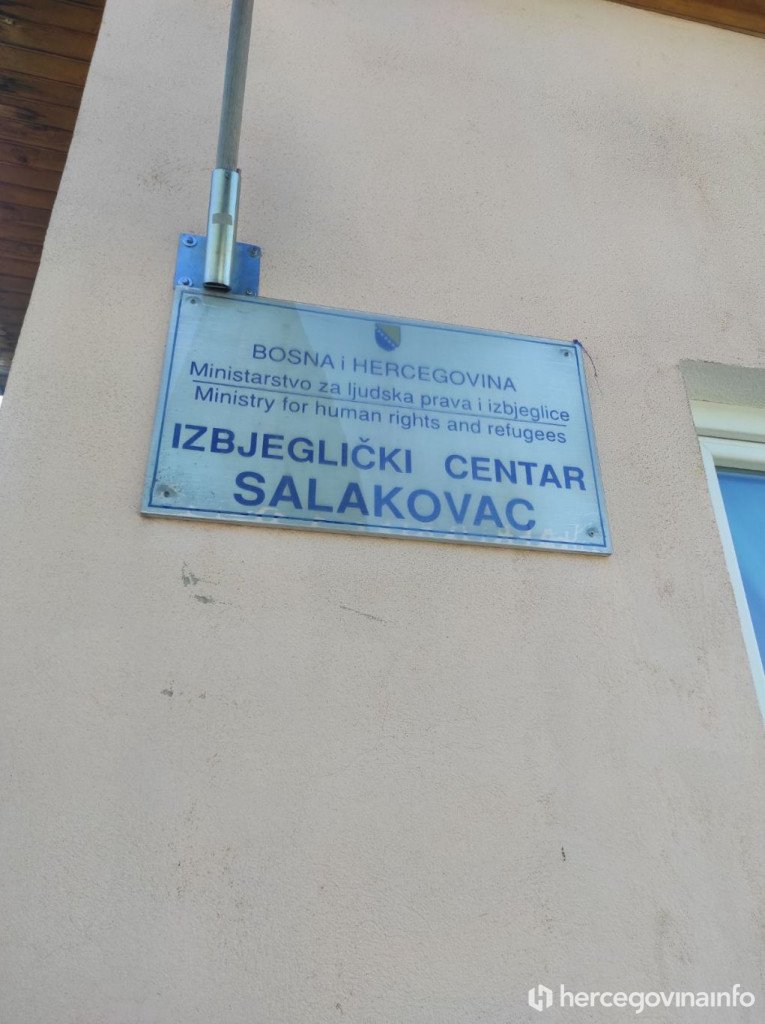 BOSNA i HERCEGOVINA
Ministarstvo za ljudska prava i izbjeglice
Ministry for human rights and refugees
IZBJEGLIČKI CENTAR
SALAKOVAC
hercegovinainfo